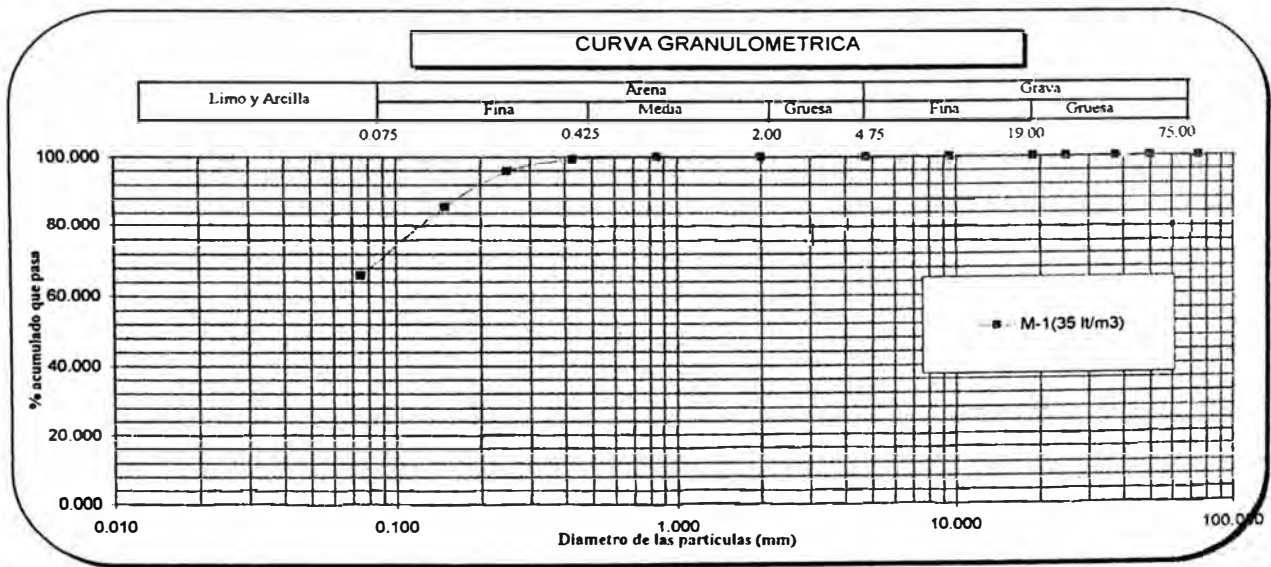 CURVA GRANULOMETRICA
Limo y Arcilla Arena Grava
Fina Media Gruesa Fina Gruesa
0.075 0.425 2.00 4 75 19 00 75.00
100.000
80.000
60.000
40.000
20.000
0.000
% acumulado que pasa
M-1(35 lt/m3)
0.010 0.100 1.000 10.000 100.000
Diametro de las partículas (mm)